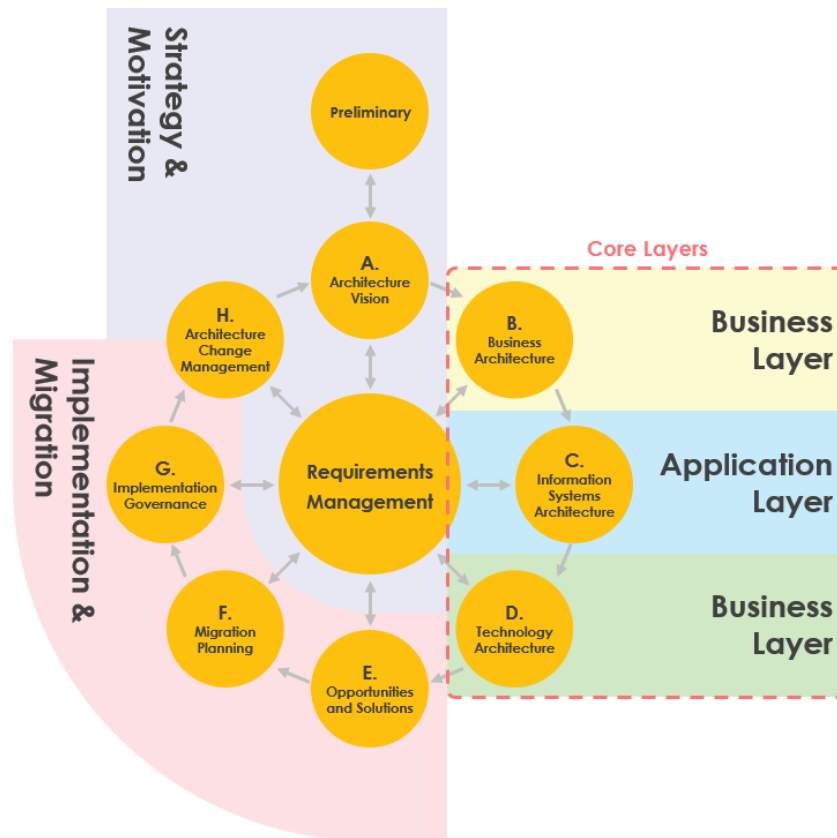 Strategy &
Motivation
Preliminary
A.
Architecture
Vision
Core Layers
H.
Architecture
Change
Management
B.
Business
Architecture
Business
Layer
Implementation &
Migration
G.
Implementation
Governance
Requirements
Management
C.
Information
Systems
Architecture
Application
Layer
F.
Migration
Planning
D.
Technology
Architecture
Business
Layer
E.
Opportunities
and Solutions